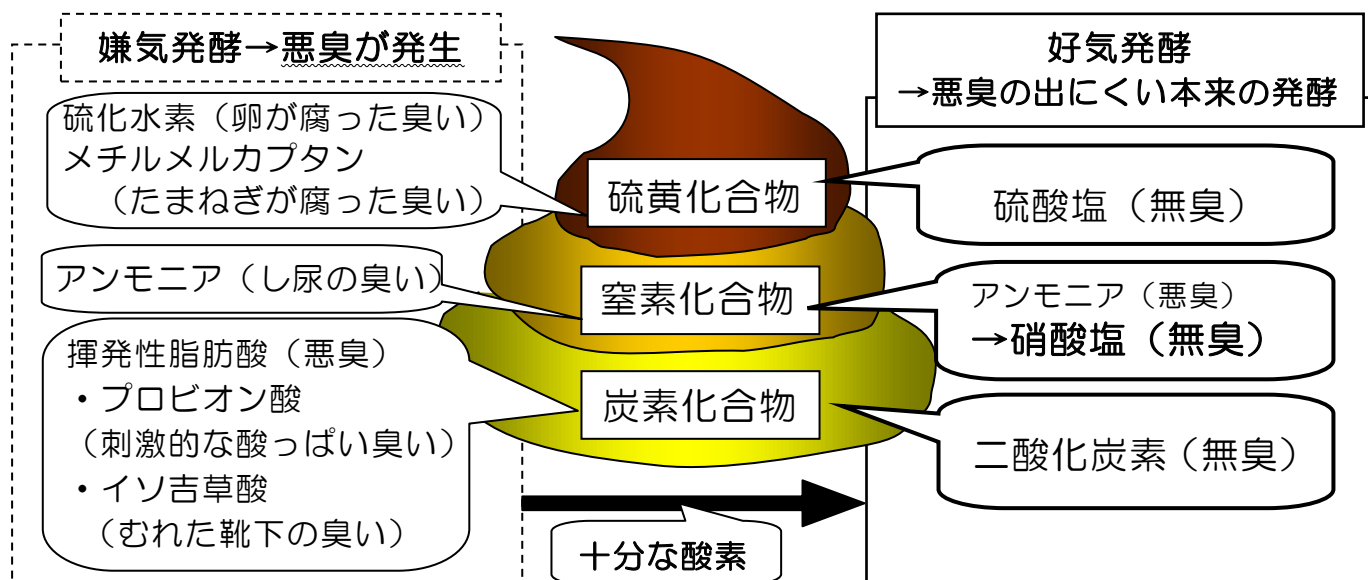 嫌気発酵→悪臭が発生
硫化水素（卵が腐った臭い）
メチルメルカプタン
（たまねぎが腐った臭い）
アンモニア（し尿の臭い）
揮発性脂肪酸（悪臭）
・プロピオン酸
（刺激的な酸っぱい臭い）
・イソ吉草酸
（むれた靴下の臭い）
硫黄化合物
窒素化合物
炭素化合物
十分な酸素
好気発酵
→悪臭の出にくい本来の発酵
硫酸塩（無臭）
アンモニア（悪臭）
→硝酸塩（無臭）
二酸化炭素（無臭）